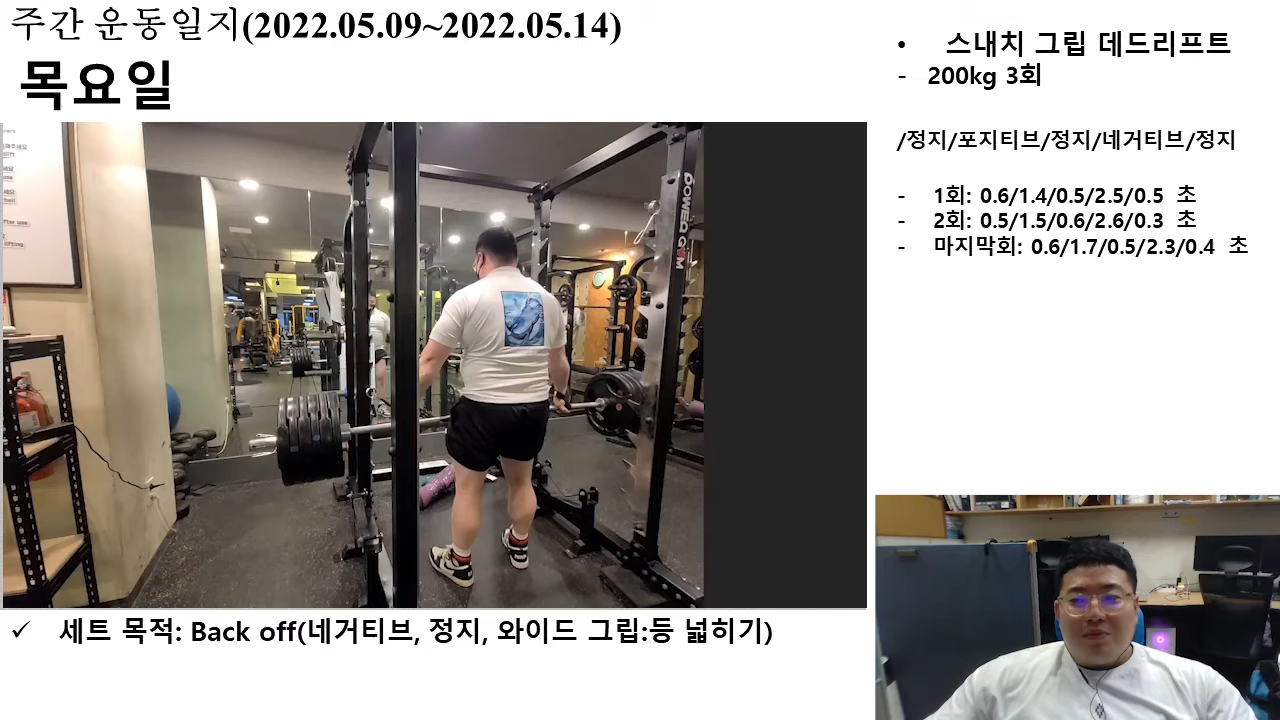 주간 운동일지(2022.05.09~2022.05.14)
목요일
• 스내치 그립 데드리프트
- 200kg 3회
/정지/포지티브/정지/네거티브/정지
- 1회: 0.6/1.4/0.5/2.5/0.5 초
- 2회: 0.5/1.5/0.6/2.6/0.3 초
- 마지막회: 0.6/1.7/0.5/2.3/0.4 초
POWER GYM
✓ 세트 목적: Back off(네거티브, 정지, 와이드 그립:등 넓히기)